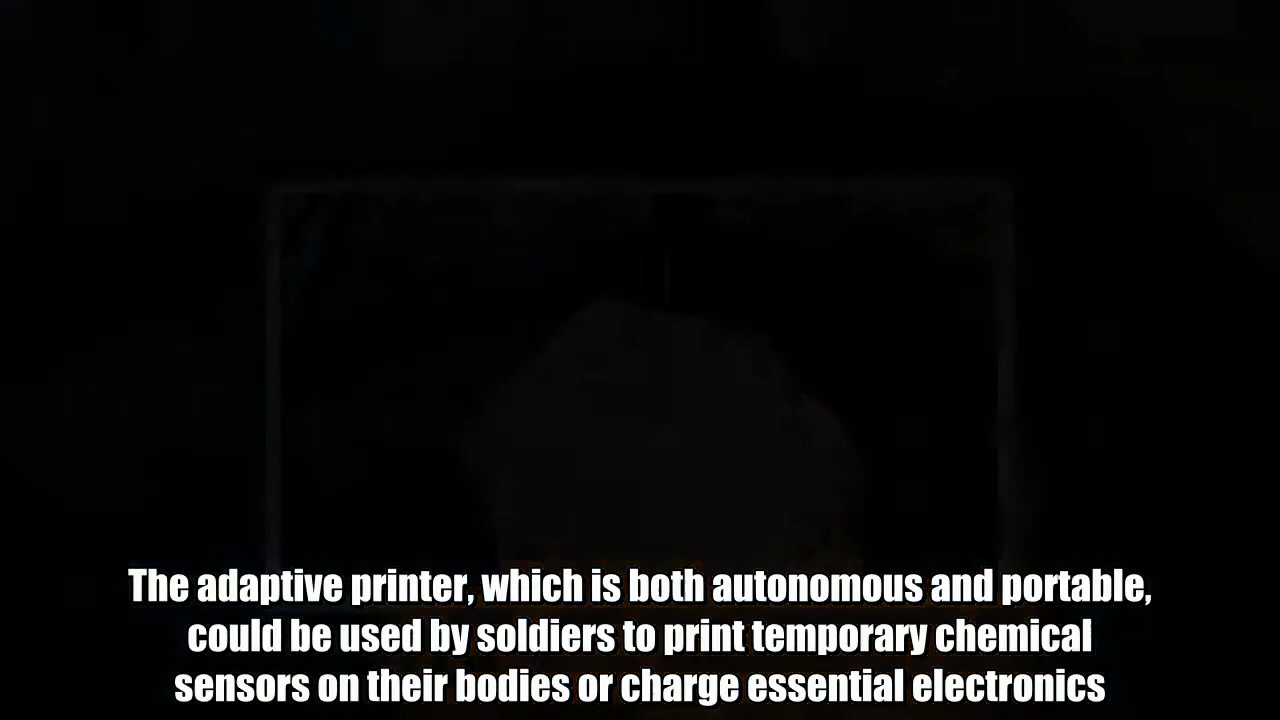 The adaptive printer, which is both autonomous and portable,
could be used by soldiers to print temporary chemical
sensors on their bodies or charge essential electronics